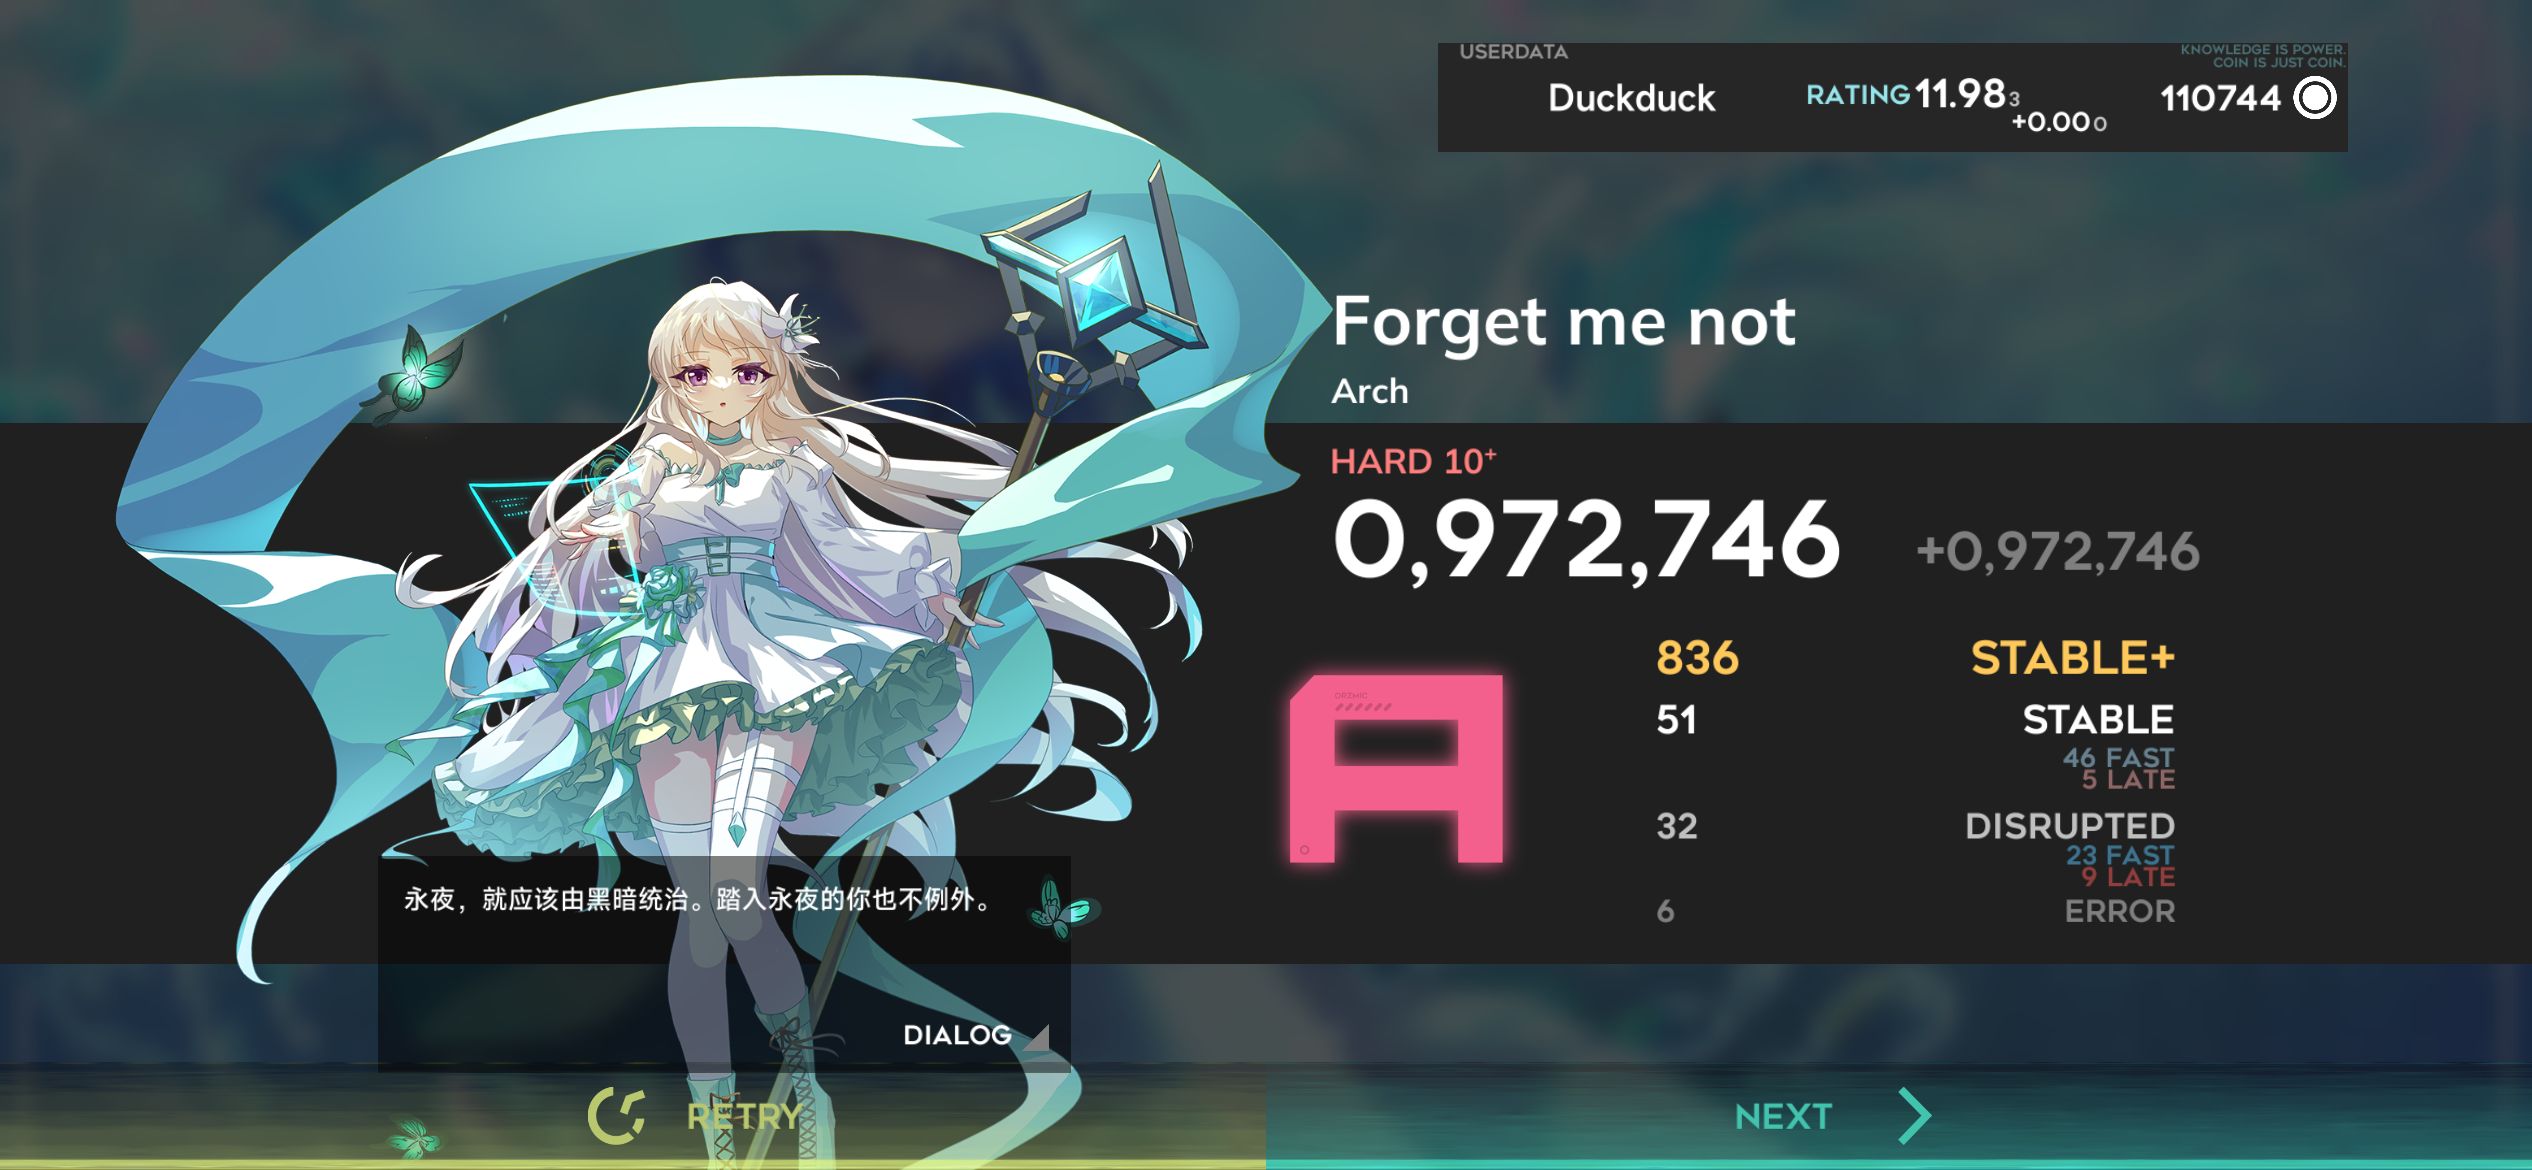 USERDATA
KNOWLEDGE IS POWER.
COIN IS JUST COIN.
Duckduck
RATING 11.983
+0.000
110744
Forget me not
Arch
HARD 10+
0,972,746
+0,972,746
ORZMIC
836 STABLE+
51 STABLE
46 FAST
5 LATE
32 DISRUPTED
23 FAST
9 LATE
6 ERROR
永夜，就应该由黑暗统治。踏入永夜的你也不例外。
DIALOG
RETRY
NEXT